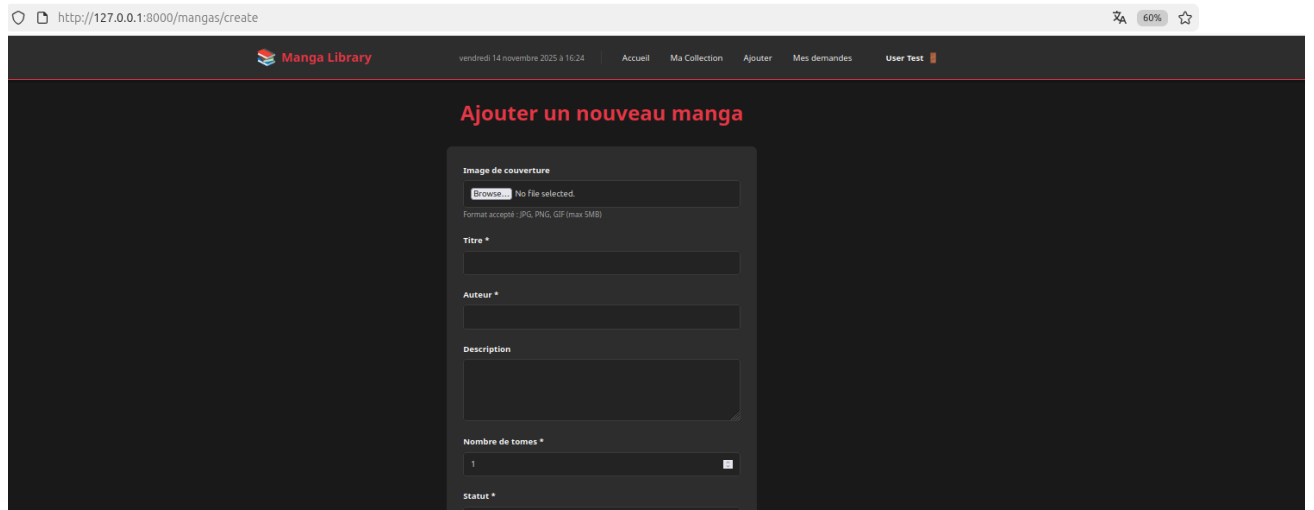 http://127.0.0.1:8000/mangas/create 60%
Manga Library vendredi 14 novembre 2025 à 16:24 Accueil Ma Collection Ajouter Mes demandes User Test
Ajouter un nouveau manga
Image de couverture
Browse... No file selected.
Format accepté : JPG, PNG, GIF (max 5MB)
Titre *
Auteur *
Description
Nombre de tomes *
1
Statut *